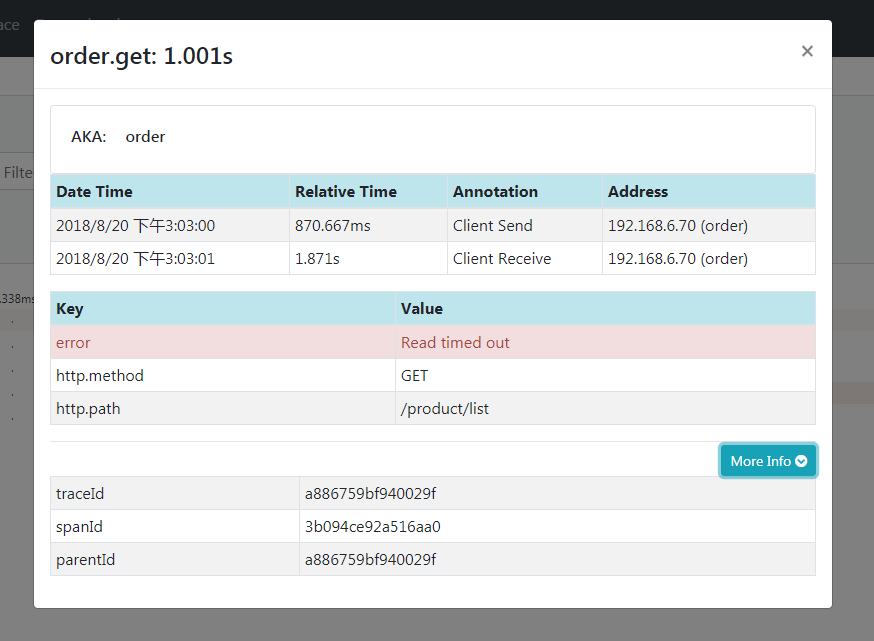 ace
order.get: 1.001s ×
AKA: order
Date Time Relative Time Annotation Address
2018/8/20 下午3:03:00 870.667ms Client Send 192.168.6.70 (order)
2018/8/20 下午3:03:01 1.871s Client Receive 192.168.6.70 (order)
Filte
.338ms
Key Value
error Read timed out
http.method GET
http.path /product/list
More Info
traceId a886759bf940029f
spanId 3b094ce92a516aa0
parentId a886759bf940029f